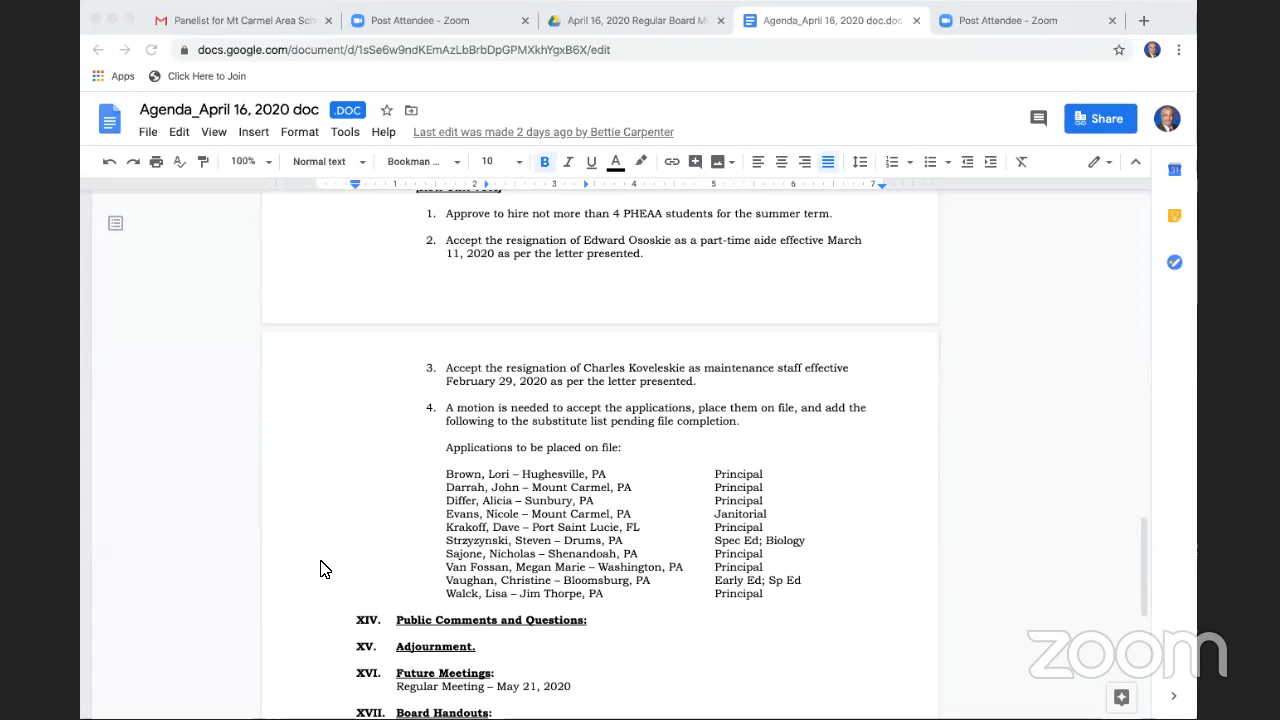 Panelist for Mt Carmel Area Sch
Post Attendee - Zoom
April 16, 2020 Regular Board M
Agenda_April 16, 2020 doc.doc
Post Attendee - Zoom
docs.google.com/document/d/1sSe6w9ndKEmAzLbBrbDpGPMXkhYgxB6X/edit
Apps
Click Here to Join
Agenda_April 16, 2020 doc .DOC
Share
File Edit View Insert Format Tools Help Last edit was made 2 days ago by Bettie Carpenter
100% Normal text Bookman ... 10 B I U A
1 2 3 4 5 6 7
1. Approve to hire not more than 4 PHEAA students for the summer term.
2. Accept the resignation of Edward Ososkie as a part-time aide effective March
11, 2020 as per the letter presented.
3. Accept the resignation of Charles Koveleskie as maintenance staff effective
February 29, 2020 as per the letter presented.
4. A motion is needed to accept the applications, place them on file, and add the
following to the substitute list pending file completion.
Applications to be placed on file:
Brown, Lori – Hughesville, PA Principal
Darrah, John – Mount Carmel, PA Principal
Differ, Alicia – Sunbury, PA Principal
Evans, Nicole – Mount Carmel, PA Janitorial
Krakoff, Dave – Port Saint Lucie, FL Principal
Strzyzynski, Steven – Drums, PA Spec Ed; Biology
Sajone, Nicholas – Shenandoah, PA Principal
Van Fossan, Megan Marie – Washington, PA Principal
Vaughan, Christine – Bloomsburg, PA Early Ed; Sp Ed
Walck, Lisa – Jim Thorpe, PA Principal
XIV. Public Comments and Questions:
XV. Adjournment.
XVI. Future Meetings:
Regular Meeting – May 21, 2020
XVII. Board Handouts:
zoom